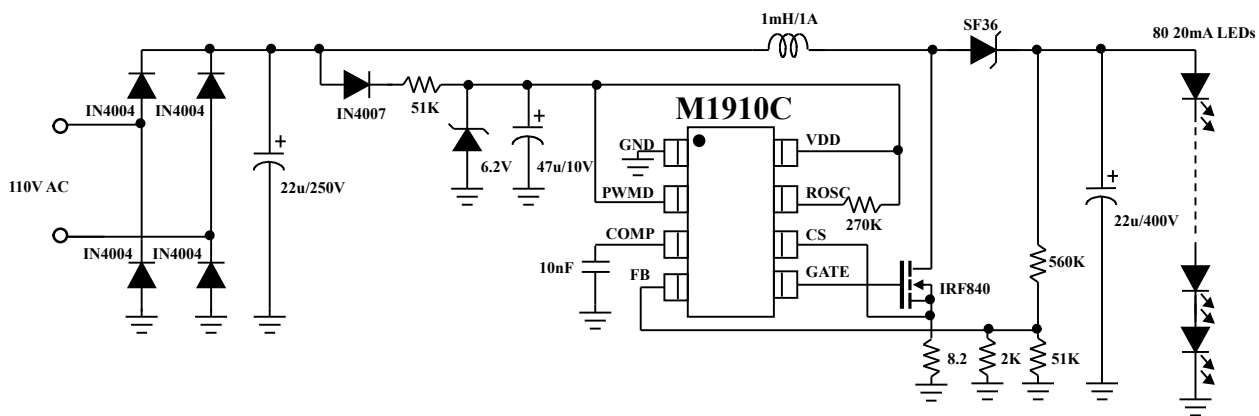 1mH/1A
SF36
80 20mA LEDs
IN4004
IN4004
IN4007
51K
M1910C
110V AC
22u/250V
6.2V
47u/10V
GND
VDD
PWMD
ROSC
270K
22u/400V
COMP
CS
IN4004
IN4004
10nF
FB
GATE
560K
IRF840
8.2
2K
51K